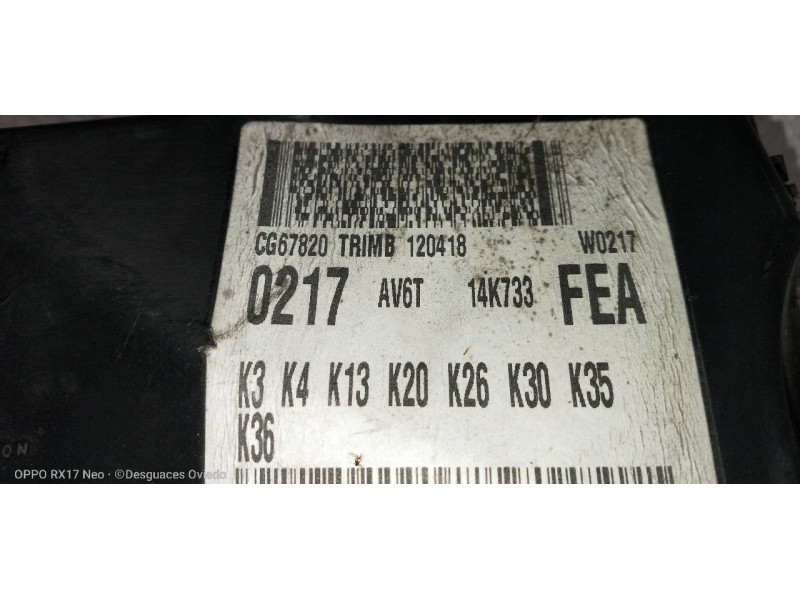 CG67820 TRIMB 120418 W0217
0217 AV6T 14K733 FEA
K3 K4 K13 K20 K26 K30 K35
K36
ON
OPPO RX17 Neo · ©Desguaces Oviedo